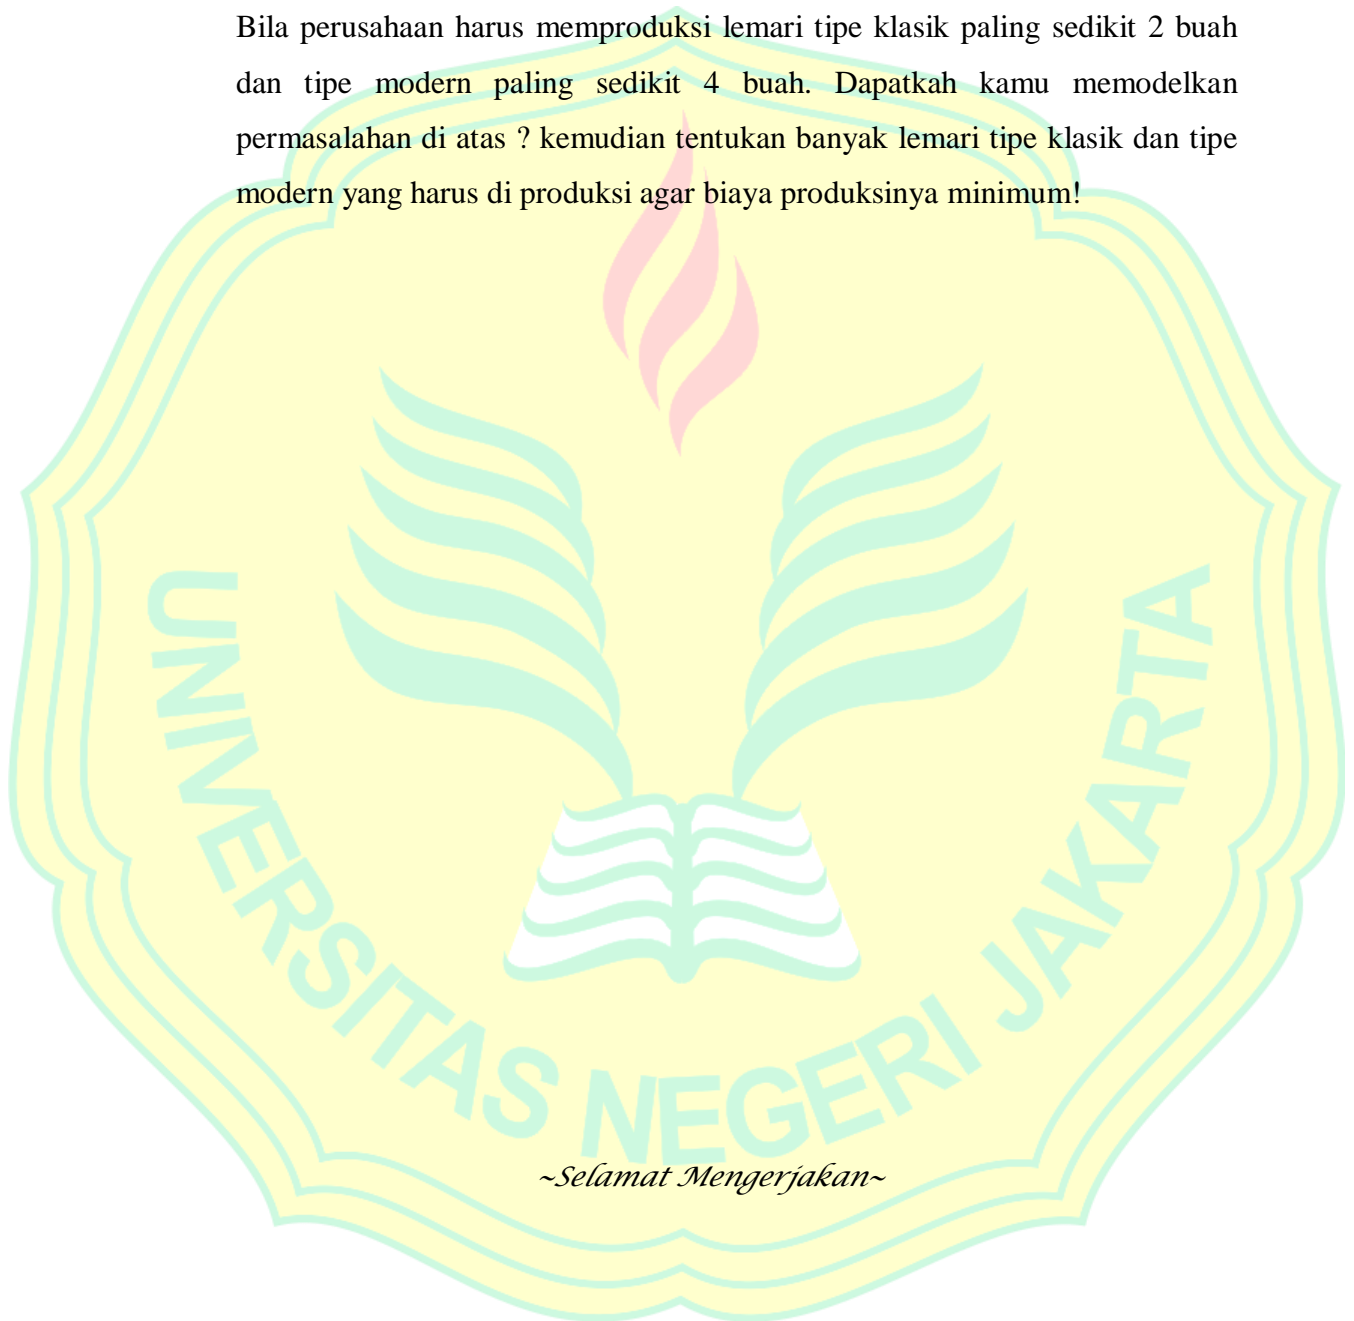 Bila perusahaan harus memproduksi lemari tipe klasik paling sedikit 2 buah
dan tipe modern paling sedikit 4 buah. Dapatkah kamu memodelkan
permasalahan di atas ? kemudian tentukan banyak lemari tipe klasik dan tipe
modern yang harus di produksi agar biaya produksinya minimum!
UNIVERSITAS NEGERI JAKARTA
~Selamat Mengerjakan~